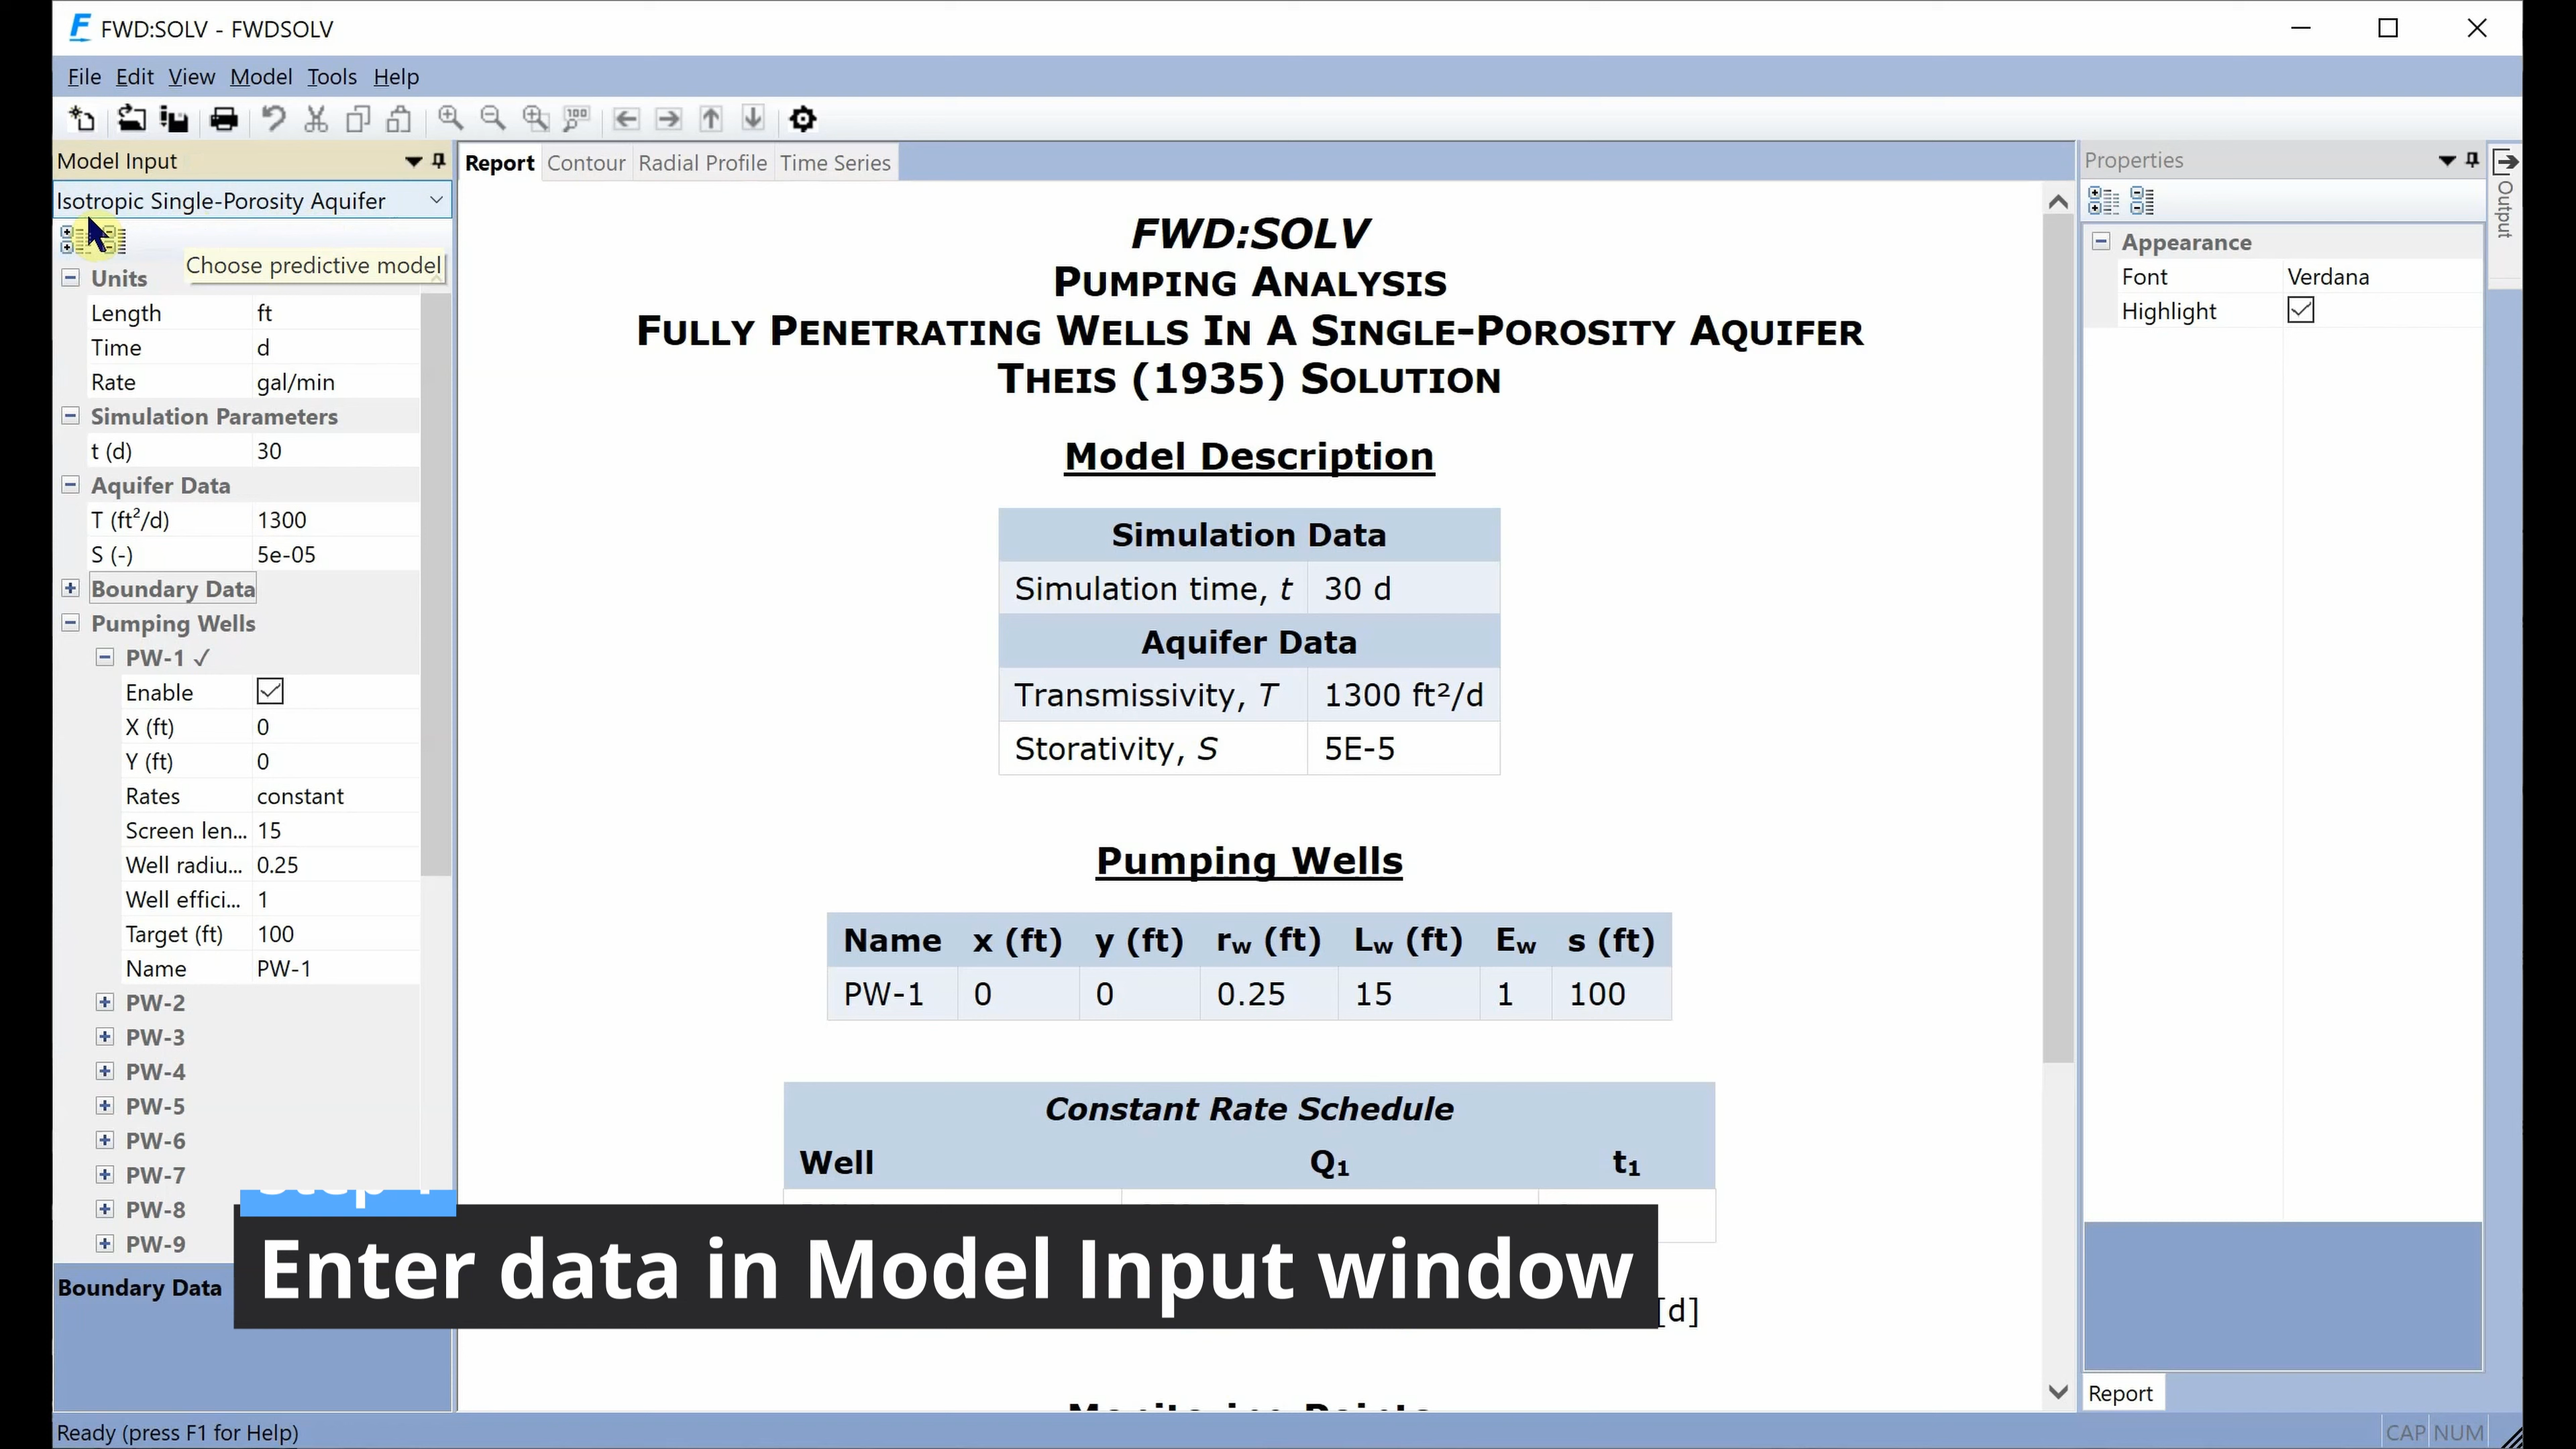 FWD:SOLV - FWDSOLV
File Edit View Model Tools Help
100
Model Input
Isotropic Single-Porosity Aquifer
Choose predictive model
Units
Length ft
Time d
Rate gal/min
Simulation Parameters
t (d) 30
Aquifer Data
T (ft²/d) 1300
S (-) 5e-05
Boundary Data
Pumping Wells
PW-1 ✓
Enable
X (ft) 0
Y (ft) 0
Rates constant
Screen len... 15
Well radiu... 0.25
Well effici... 1
Target (ft) 100
Name PW-1
PW-2
PW-3
PW-4
PW-5
PW-6
PW-7
PW-8
PW-9
Boundary Data
Report Contour Radial Profile Time Series
FWD:SOLV
PUMPING ANALYSIS
FULLY PENETRATING WELLS IN A SINGLE-POROSITY AQUIFER
THEIS (1935) SOLUTION
Model Description
Simulation Data
Simulation time, t 30 d
Aquifer Data
Transmissivity, T 1300 ft²/d
Storativity, S 5E-5
Pumping Wells
Name x (ft) y (ft) rw (ft) Lw (ft) Ew s (ft)
PW-1 0 0 0.25 15 1 100
Constant Rate Schedule
Well Q1 t1
Enter data in Model Input window
[d]
Monitoring Points
Properties
Appearance
Font Verdana
Highlight
Report
Output
Ready (press F1 for Help)
CAP NUM